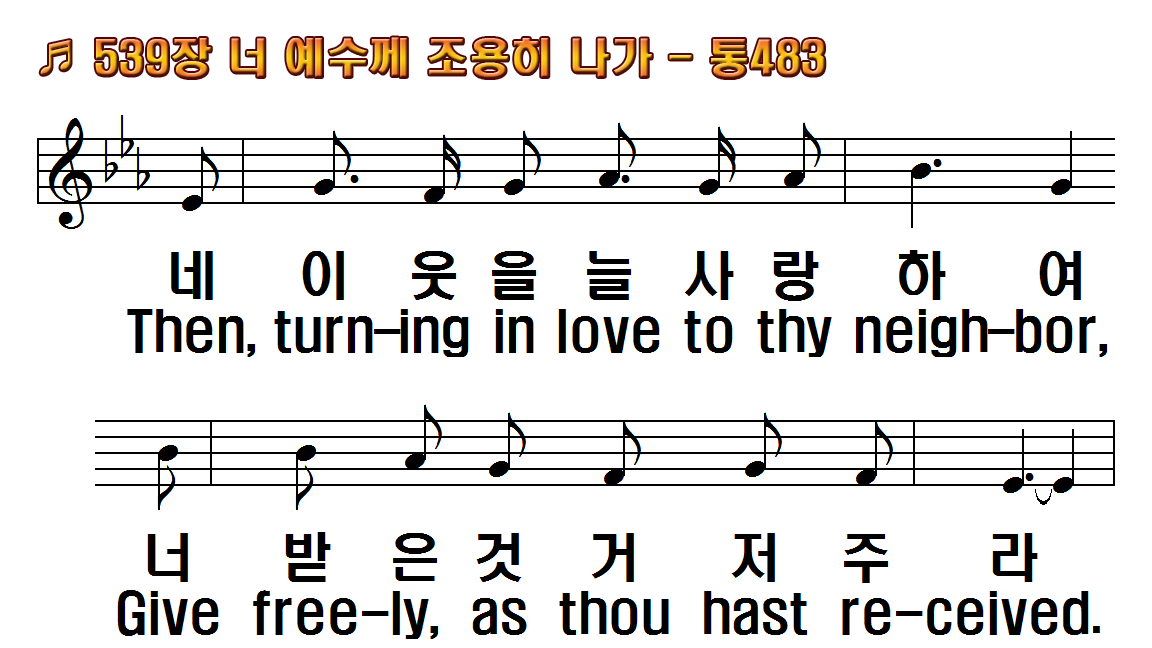 ♬ 539장 너 예수께 조용히 나가 - 통483
네 이 웃 을 늘 사 랑 하 여
Then, turn-ing in love to thy neigh-bor,
너 받 은 것 거 저 주 라
Give free-ly, as thou hast re-ceived.